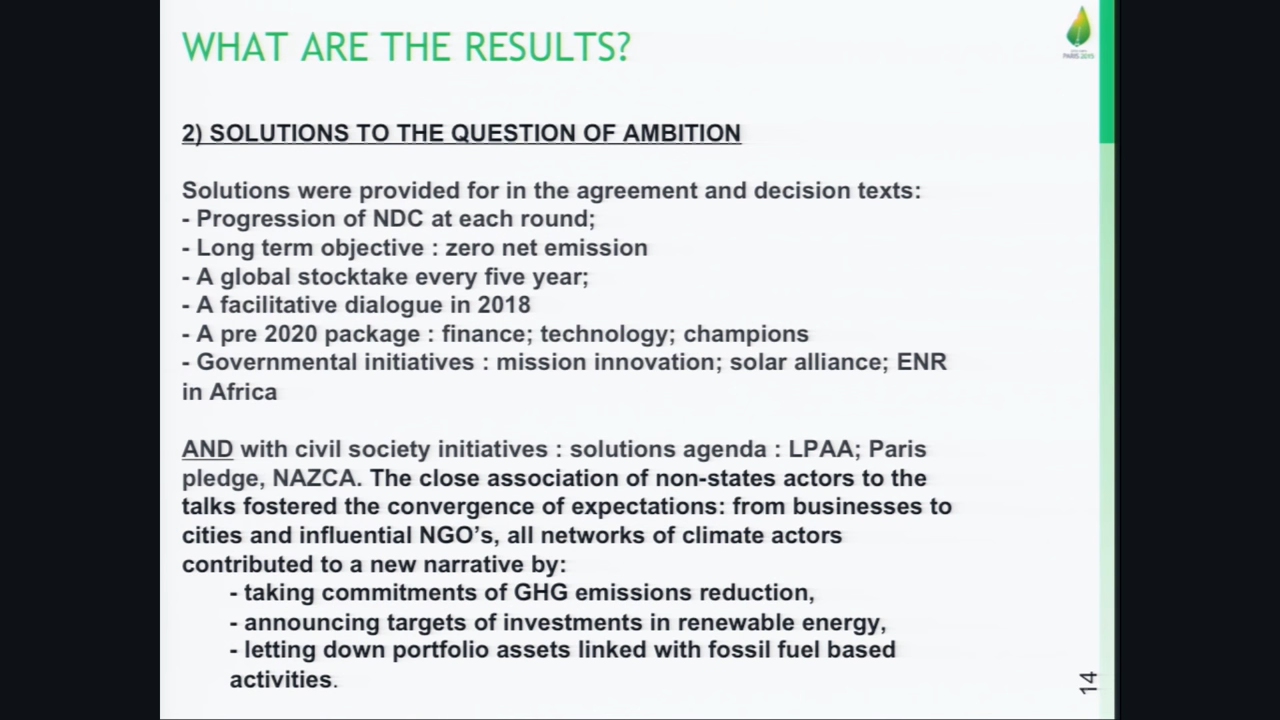 WHAT ARE THE RESULTS?
PARIS 2015
2) SOLUTIONS TO THE QUESTION OF AMBITION
Solutions were provided for in the agreement and decision texts:
- Progression of NDC at each round;
- Long term objective : zero net emission
- A global stocktake every five year;
- A facilitative dialogue in 2018
- A pre 2020 package : finance; technology; champions
- Governmental initiatives : mission innovation; solar alliance; ENR
in Africa
AND with civil society initiatives : solutions agenda : LPAA; Paris
pledge, NAZCA. The close association of non-states actors to the
talks fostered the convergence of expectations: from businesses to
cities and influential NGO’s, all networks of climate actors
contributed to a new narrative by:
- taking commitments of GHG emissions reduction,
- announcing targets of investments in renewable energy,
- letting down portfolio assets linked with fossil fuel based
activities.
14